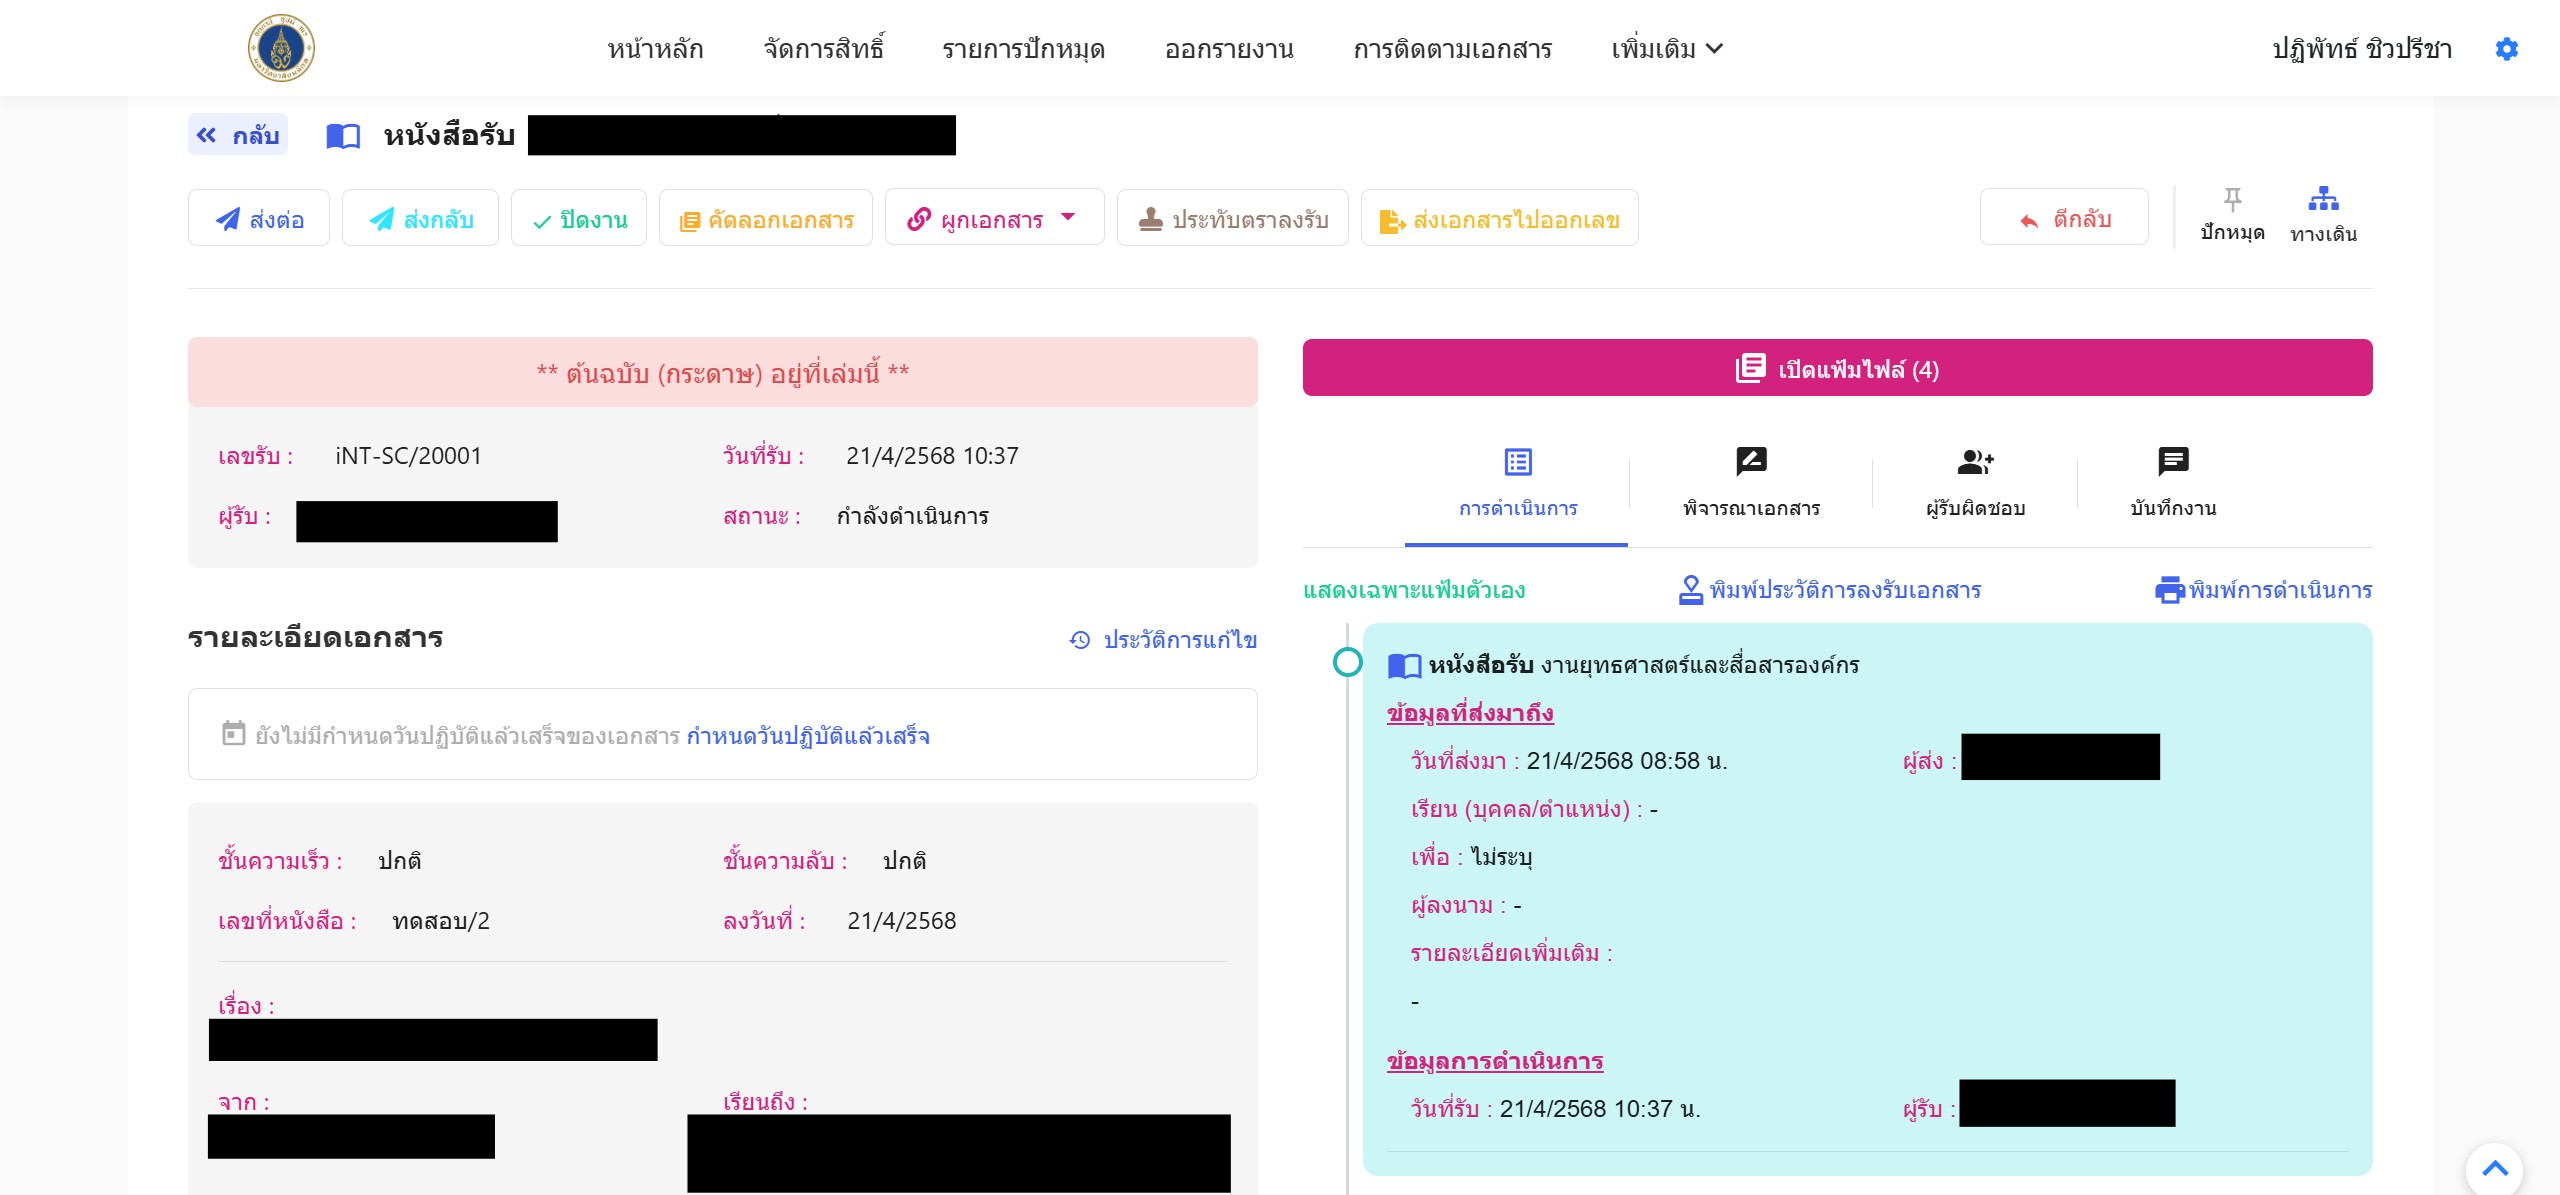 หน้าหลัก จัดการสิทธิ์ รายการปักหมุด ออกรายงาน การติดตามเอกสาร เพิ่มเติม ปฏิพัทธ์ ชิวปรีชา
กลับ หนังสือรับ
ส่งต่อ ส่งกลับ ปิดงาน คัดลอกเอกสาร ผูกเอกสาร ประทับตราลงรับ ส่งเอกสารไปออกเลข ตีกลับ ปักหมุด ทางเดิน
** ต้นฉบับ (กระดาษ) อยู่ที่เล่มนี้ **
เลขรับ : iNT-SC/20001 วันที่รับ : 21/4/2568 10:37
ผู้รับ : สถานะ : กำลังดำเนินการ
รายละเอียดเอกสาร ประวัติการแก้ไข
ยังไม่มีกำหนดวันปฏิบัติแล้วเสร็จของเอกสาร กำหนดวันปฏิบัติแล้วเสร็จ
ชั้นความเร็ว : ปกติ ชั้นความลับ : ปกติ
เลขที่หนังสือ : ทดสอบ/2 ลงวันที่ : 21/4/2568
เรื่อง :
จาก : เรียนถึง :
เปิดแฟ้มไฟล์ (4)
การดำเนินการ พิจารณาเอกสาร ผู้รับผิดชอบ บันทึกงาน
แสดงเฉพาะแฟ้มตัวเอง พิมพ์ประวัติการลงรับเอกสาร พิมพ์การดำเนินการ
หนังสือรับ งานยุทธศาสตร์และสื่อสารองค์กร
ข้อมูลที่ส่งมาถึง
วันที่ส่งมา : 21/4/2568 08:58 น. ผู้ส่ง :
เรียน (บุคคล/ตำแหน่ง) : -
เพื่อ : ไม่ระบุ
ผู้ลงนาม : -
รายละเอียดเพิ่มเติม :
-
ข้อมูลการดำเนินการ
วันที่รับ : 21/4/2568 10:37 น. ผู้รับ :